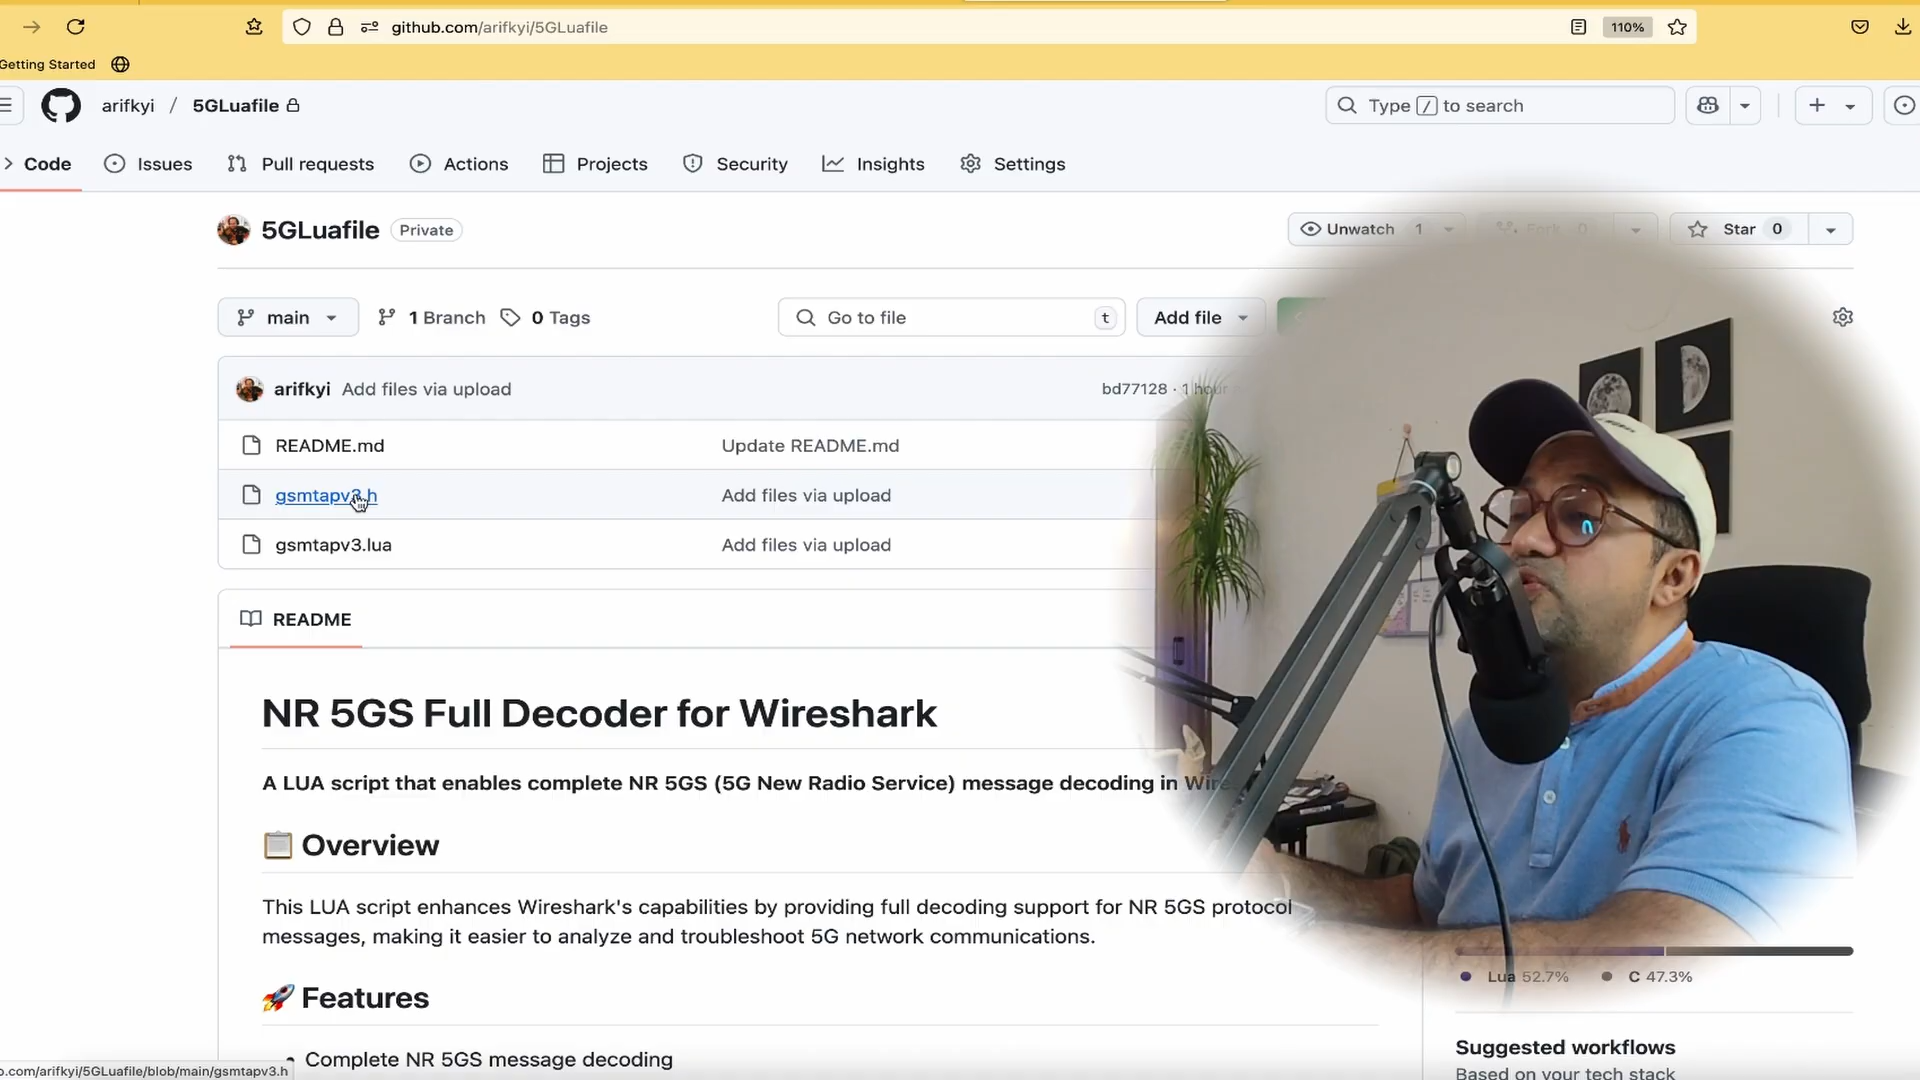 github.com/arifkyi/5GLuafile
110%
Getting Started
arifkyi / 5GLuafile
Type / to search
Code
Issues
Pull requests
Actions
Projects
Security
Insights
Settings
5GLuafile
Private
Unwatch 1
Fork 0
Star 0
main
1 Branch
0 Tags
Go to file
t
Add file
arifkyi Add files via upload
bd77128 · 1 hour
README.md
Update README.md
gsmtapv3.h
Add files via upload
gsmtapv3.lua
Add files via upload
README
NR 5GS Full Decoder for Wireshark
A LUA script that enables complete NR 5GS (5G New Radio Service) message decoding in Wire
Overview
This LUA script enhances Wireshark's capabilities by providing full decoding support for NR 5GS protocol
messages, making it easier to analyze and troubleshoot 5G network communications.
Features
Complete NR 5GS message decoding
Lua 52.7%
C 47.3%
Suggested workflows
Based on your tech stack
b.com/arifkyi/5GLuafile/blob/main/gsmtapv3.h